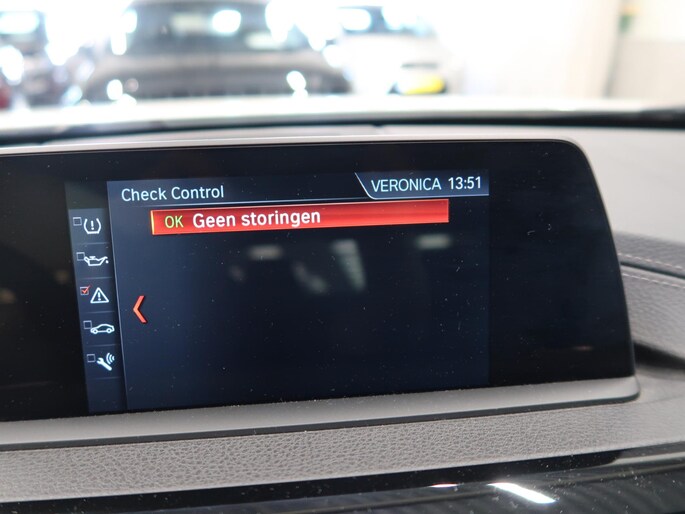 Check Control
VERONICA 13:51
OK Geen storingen